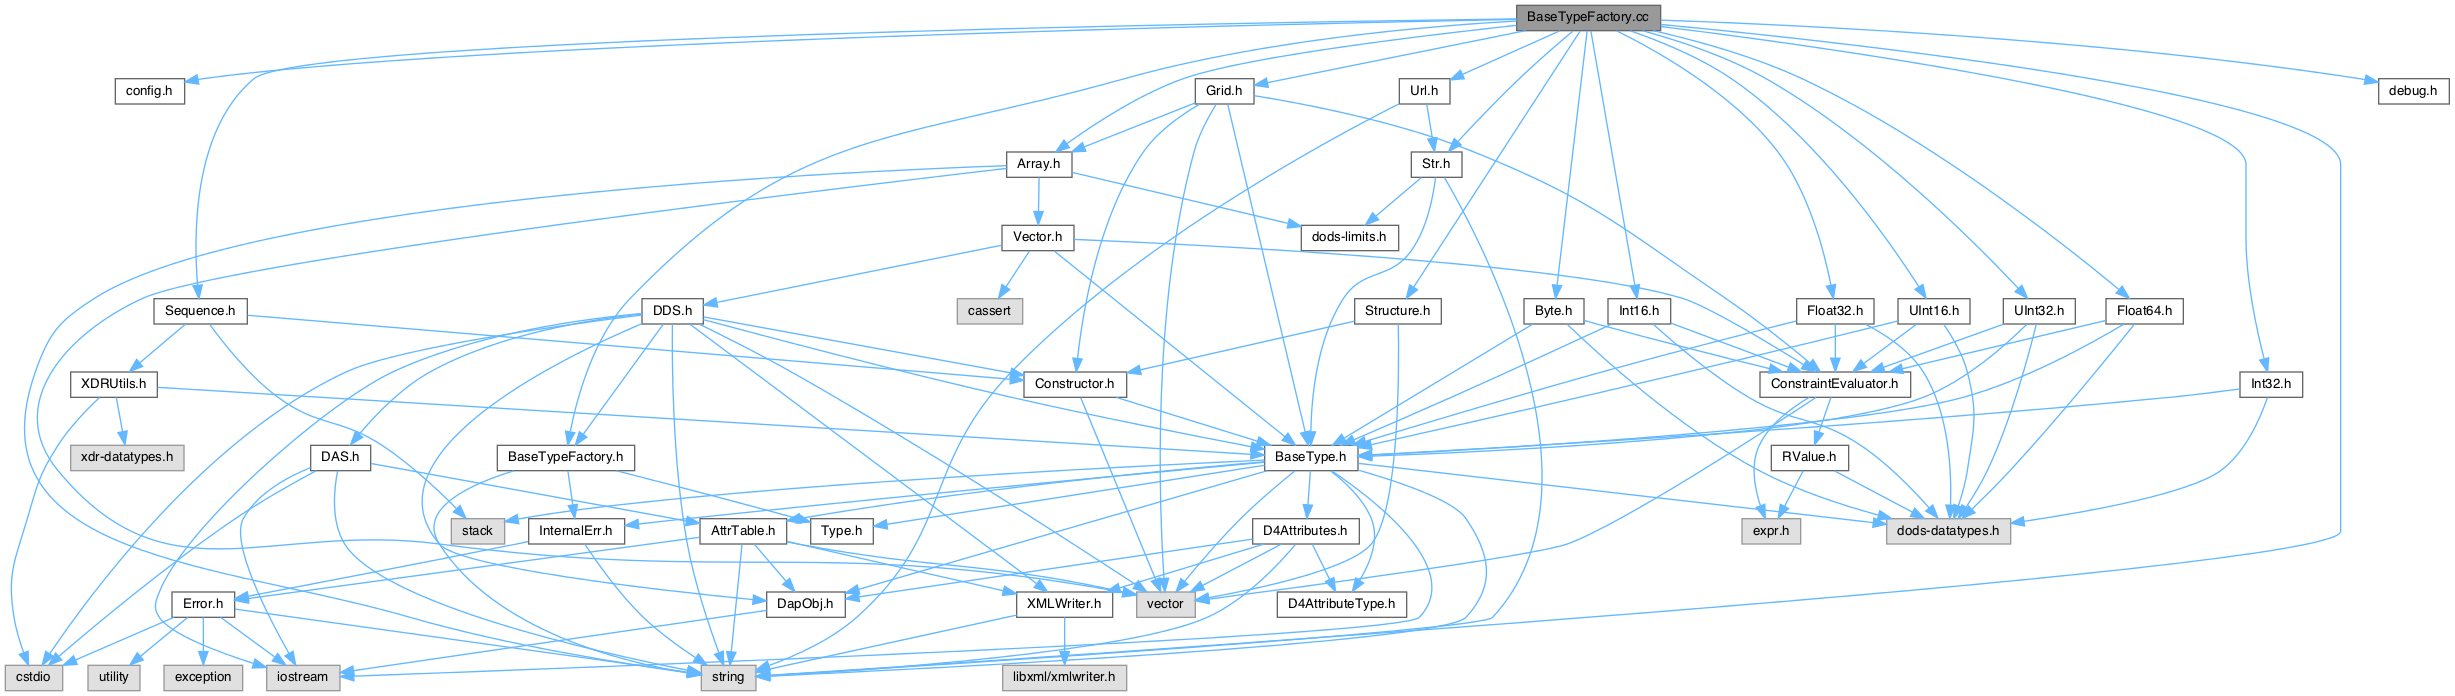 BaseTypeFactory.cc
config.h
Grid.h
Url.h
debug.h
Array.h
Str.h
Vector.h
dods-limits.h
Sequence.h
cassert
DDS.h
Structure.h
Byte.h
Int16.h
Float32.h
UInt16.h
UInt32.h
Float64.h
XDRUtils.h
Constructor.h
ConstraintEvaluator.h
Int32.h
xdr-datatypes.h
DAS.h
BaseTypeFactory.h
BaseType.h
RValue.h
stack
InternalErr.h
AttrTable.h
Type.h
D4Attributes.h
expr.h
dods-datatypes.h
Error.h
DapObj.h
XMLWriter.h
vector
D4AttributeType.h
cstdio
utility
exception
iostream
string
libxml/xmlwriter.h